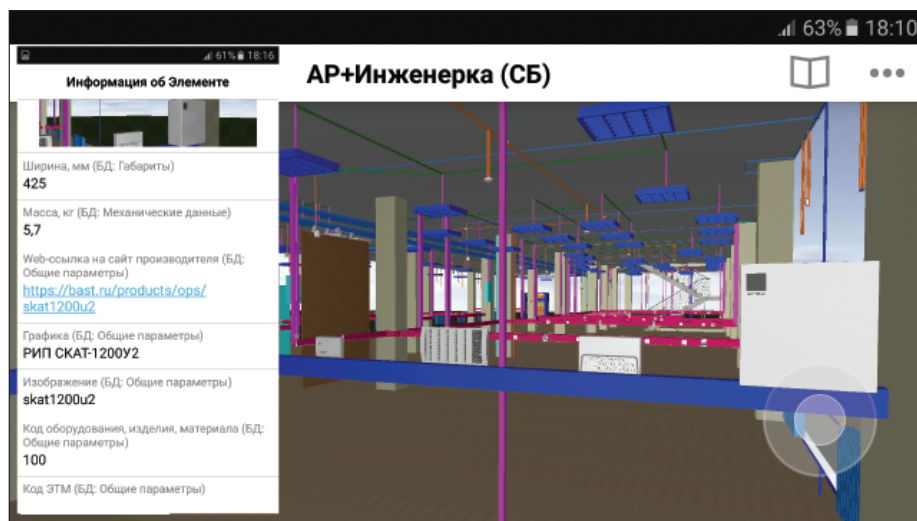 63% 18:10
61% 18:16
Информация об Элементе
АР+Инженерка (СБ)
Ширина, мм (БД: Габариты)
425
Масса, кг (БД: Механические данные)
5,7
Web-ссылка на сайт производителя (БД:
Общие параметры)
https://bast.ru/products/ops/
skat1200u2
Графика (БД: Общие параметры)
РИП СКАТ-1200У2
Изображение (БД: Общие параметры)
skat1200u2
Код оборудования, изделия, материала (БД:
Общие параметры)
100
Код ЭТМ (БД: Общие параметры)